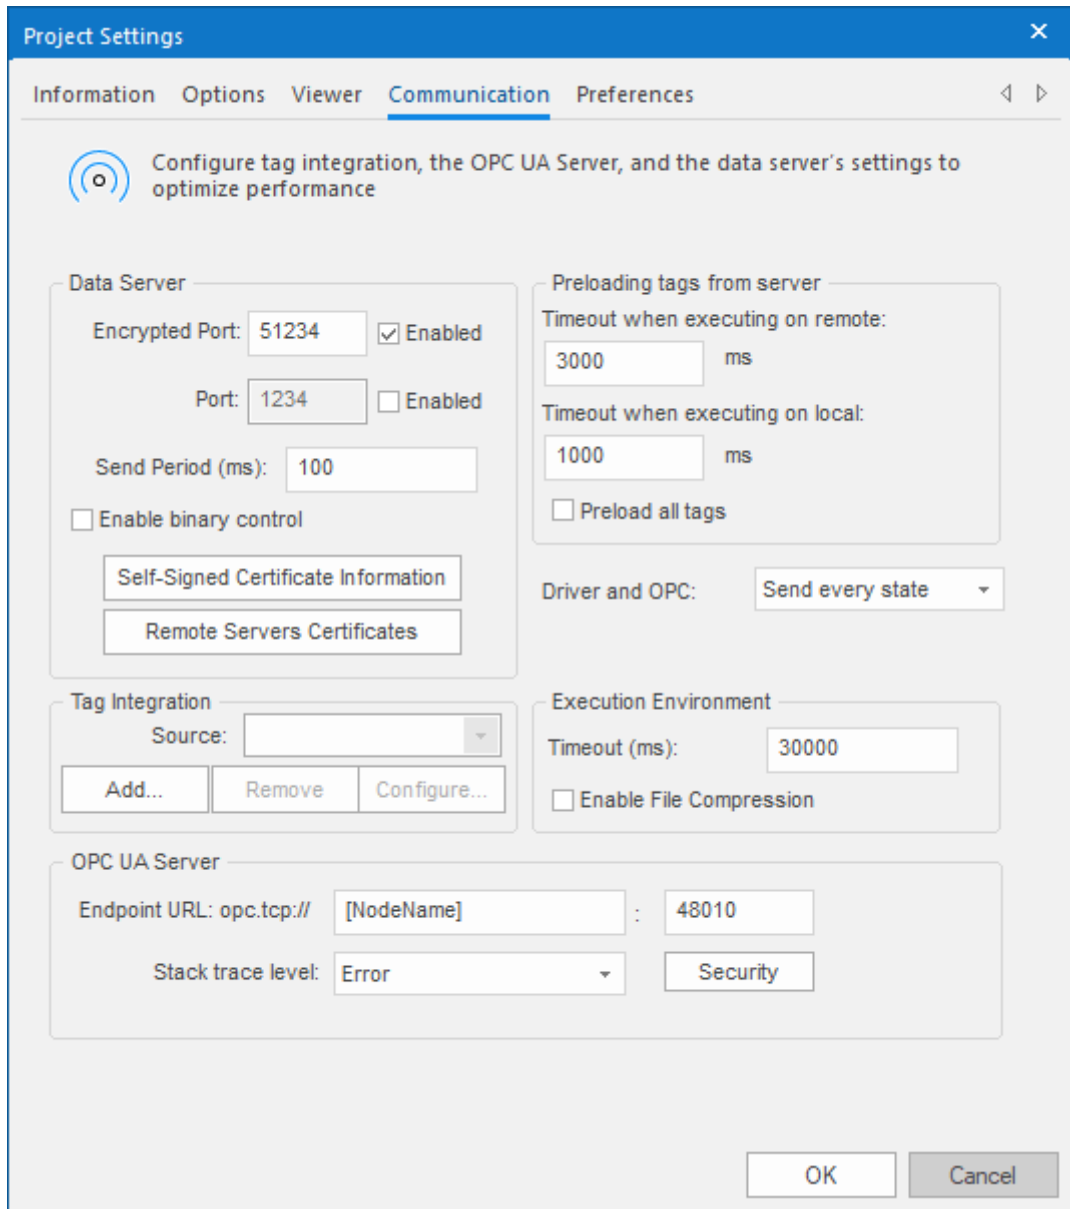 Project Settings
Information Options Viewer Communication Preferences
Configure tag integration, the OPC UA Server, and the data server's settings to
optimize performance
Data Server
Encrypted Port: 51234 Enabled
Port: 1234 Enabled
Send Period (ms): 100
Enable binary control
Self-Signed Certificate Information
Remote Servers Certificates
Preloading tags from server
Timeout when executing on remote:
3000 ms
Timeout when executing on local:
1000 ms
Preload all tags
Driver and OPC: Send every state
Tag Integration
Source:
Add... Remove Configure...
Execution Environment
Timeout (ms): 30000
Enable File Compression
OPC UA Server
Endpoint URL: opc.tcp:// [NodeName] : 48010
Stack trace level: Error Security
OK Cancel